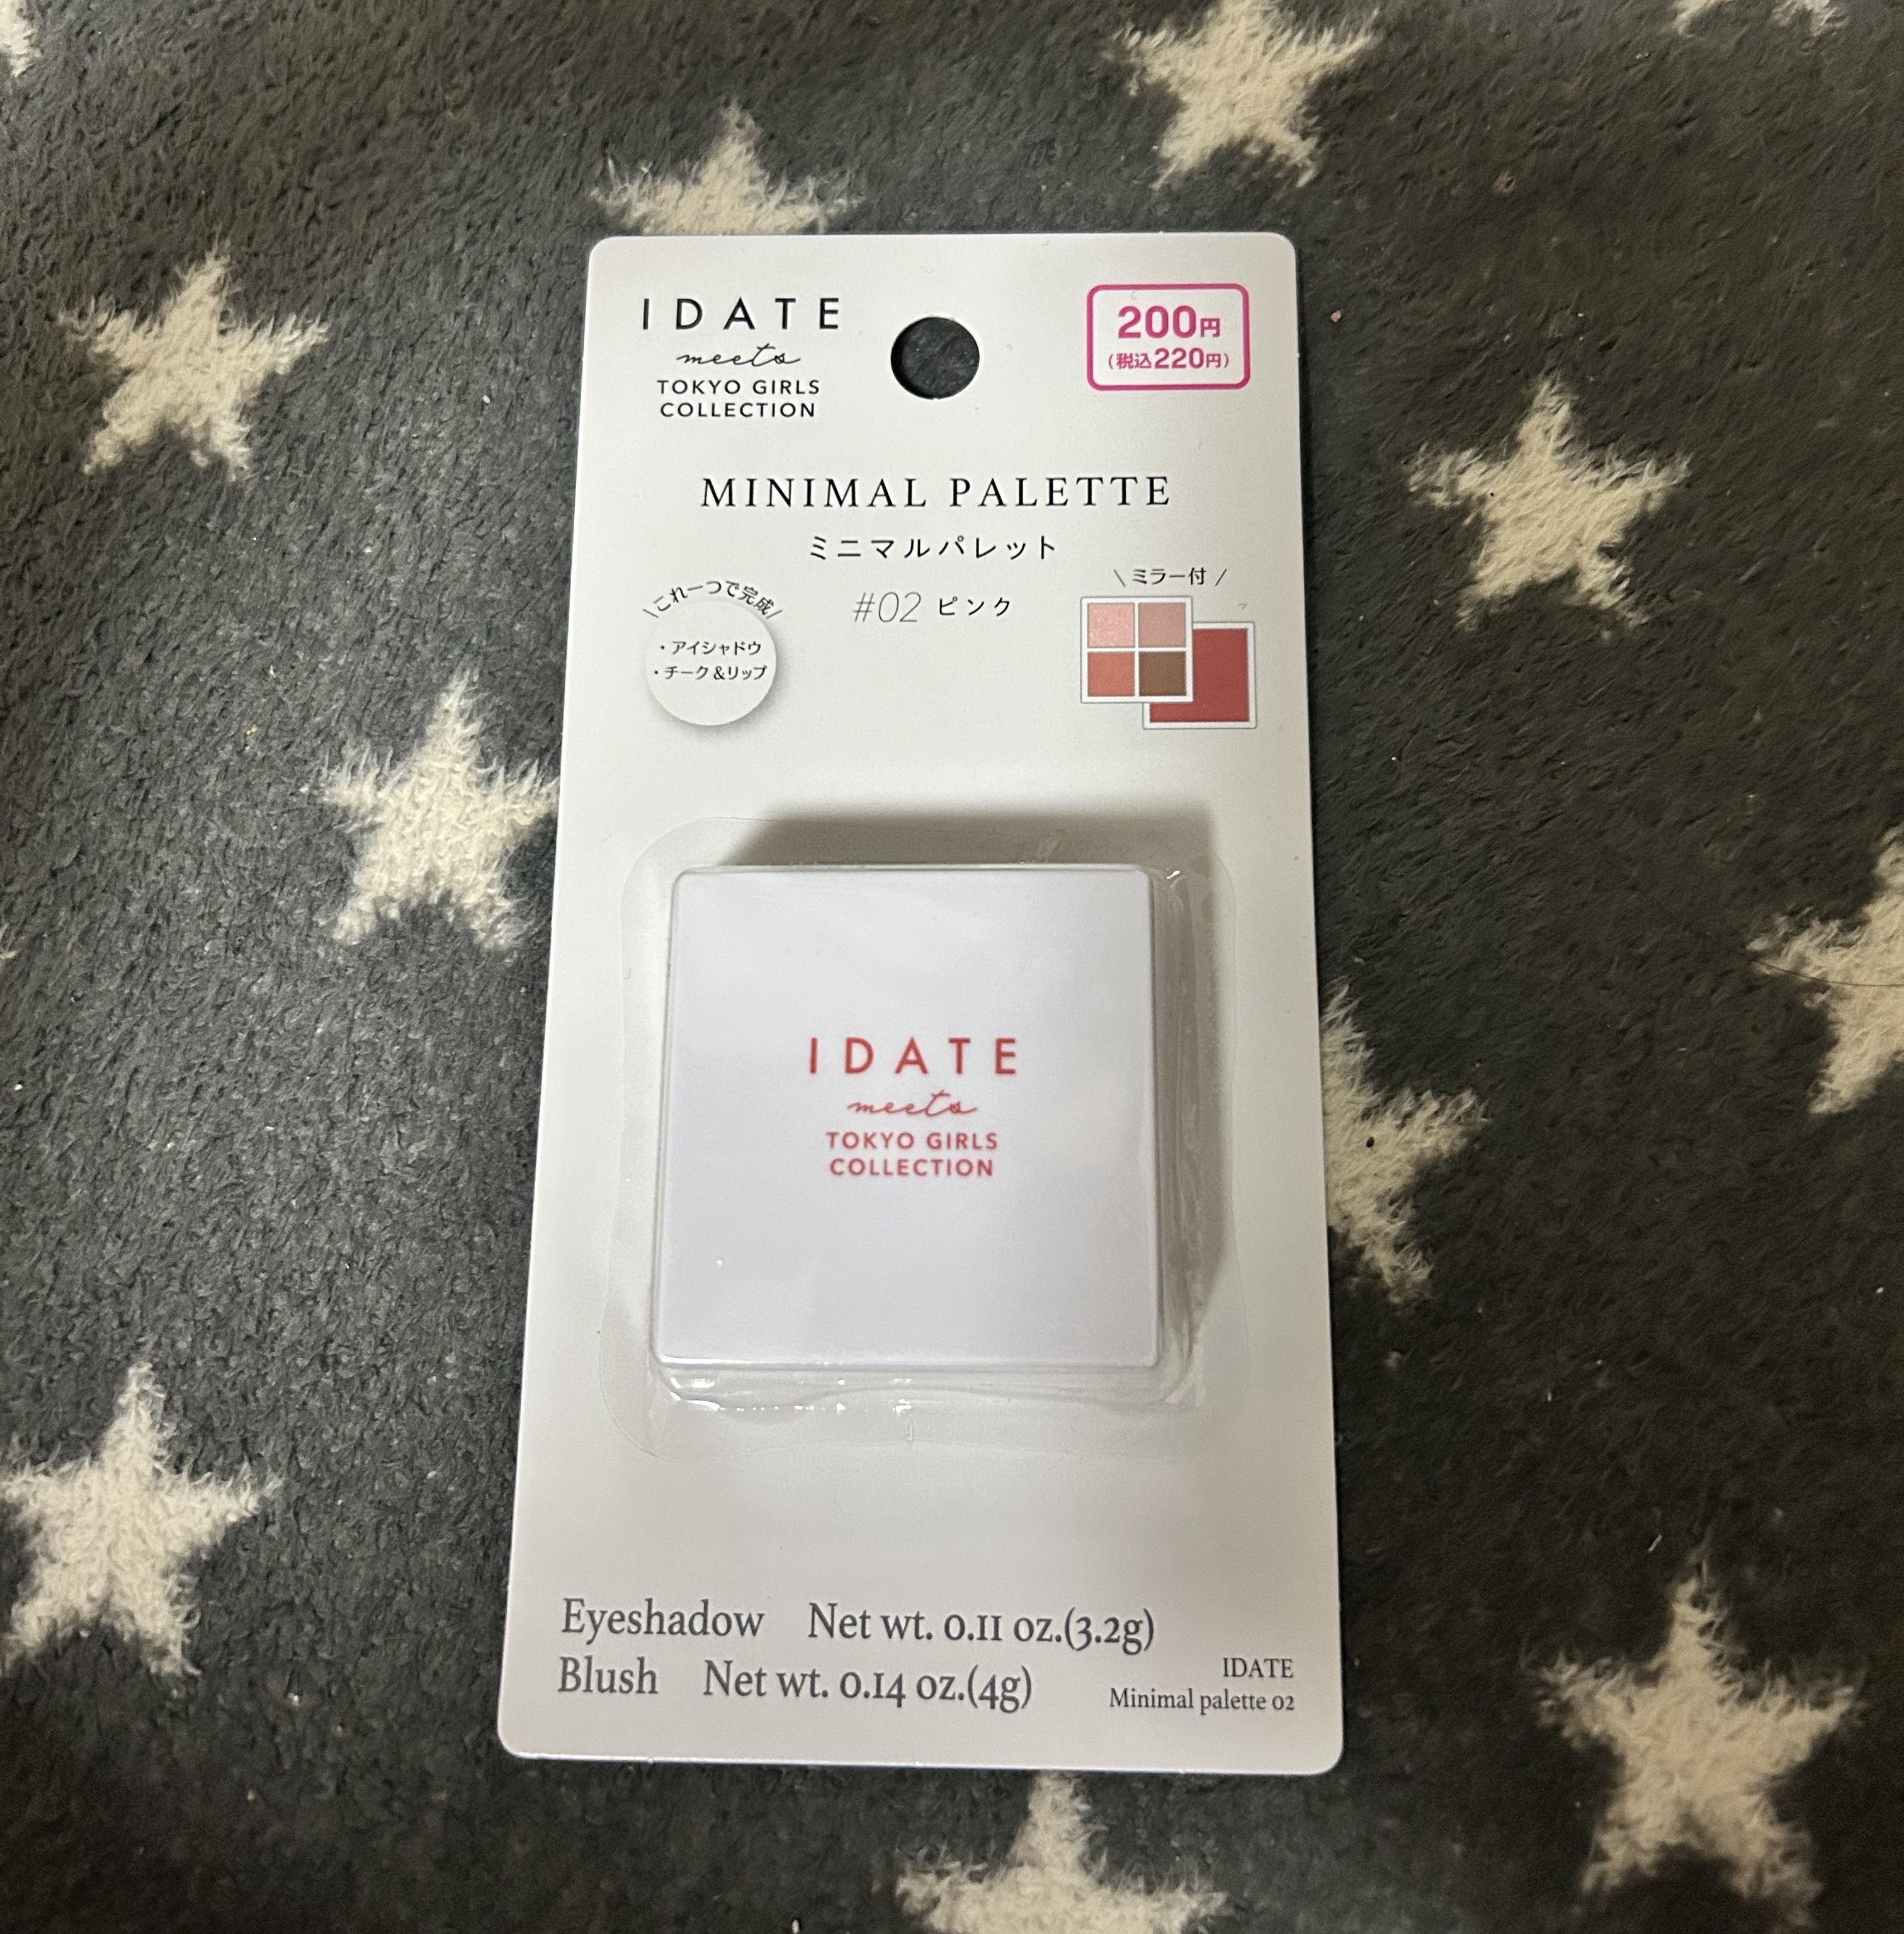 IDATE
meets
TOKYO GIRLS
COLLECTION
200円
(税込220円)
MINIMAL PALETTE
ミニマルパレット
#02 ピンク
\これ一つで完成/
・アイシャドウ
・チーク&リップ
\ ミラー付 /
IDATE
meets
TOKYO GIRLS
COLLECTION
Eyeshadow Net wt. 0.11 oz.(3.2g)
Blush Net wt. 0.14 oz.(4g)
IDATE
Minimal palette 02